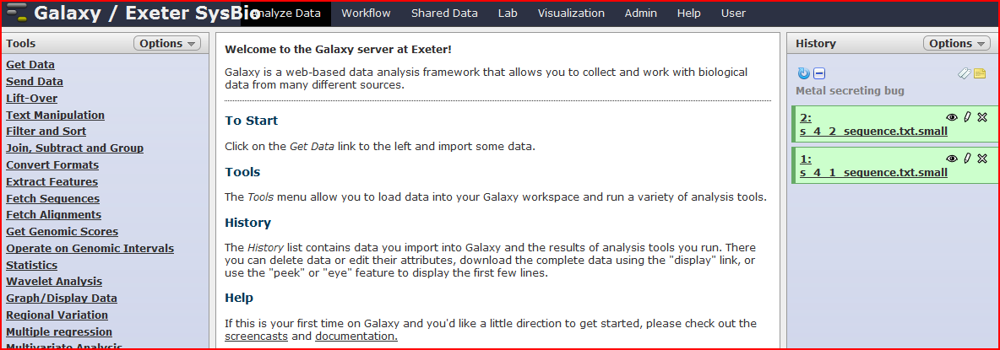 Galaxy / Exeter SysBio
Analyze Data Workflow Shared Data Lab Visualization Admin Help User
Tools
Options
Get Data
Send Data
Lift-Over
Text Manipulation
Filter and Sort
Join, Subtract and Group
Convert Formats
Extract Features
Fetch Sequences
Fetch Alignments
Get Genomic Scores
Operate on Genomic Intervals
Statistics
Wavelet Analysis
Graph/Display Data
Regional Variation
Multiple regression
Multivariate Analysis
Welcome to the Galaxy server at Exeter!
Galaxy is a web-based data analysis framework that allows you to collect and work with biological
data from many different sources.
To Start
Click on the Get Data link to the left and import some data.
Tools
The Tools menu allow you to load data into your Galaxy workspace and run a variety of analysis tools.
History
The History list contains data you import into Galaxy and the results of analysis tools you run. There
you can delete data or edit their attributes, download the complete data using the "display" link, or
use the "peek" or "eye" feature to display the first few lines.
Help
If this is your first time on Galaxy and you'd like a little direction to get started, please check out the
screencasts and documentation.
History
Options
Metal secreting bug
2:
s_4_2_sequence.txt.small
1:
s_4_1_sequence.txt.small